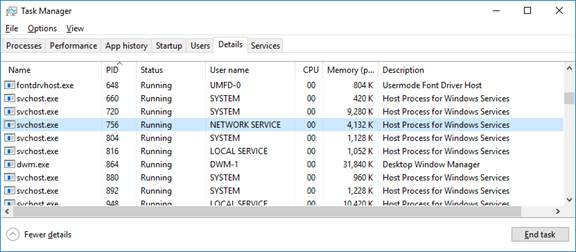 Task Manager
File Options View
Processes Performance App history Startup Users Details Services
Name PID Status User name CPU Memory (p... Description
fontdrvhost.exe 648 Running UMFD-0 00 804 K Usermode Font Driver Host
svchost.exe 660 Running SYSTEM 00 420 K Host Process for Windows Services
svchost.exe 720 Running SYSTEM 00 9,280 K Host Process for Windows Services
svchost.exe 756 Running NETWORK SERVICE 00 4,132 K Host Process for Windows Services
svchost.exe 804 Running SYSTEM 00 1,128 K Host Process for Windows Services
svchost.exe 816 Running LOCAL SERVICE 00 1,052 K Host Process for Windows Services
dwm.exe 864 Running DWM-1 00 31,840 K Desktop Window Manager
svchost.exe 880 Running SYSTEM 00 960 K Host Process for Windows Services
svchost.exe 892 Running SYSTEM 00 1,228 K Host Process for Windows Services
svchost.exe 948 Running LOCAL SERVICE 00 10,420 K Host Process for Windows Services
Fewer details End task